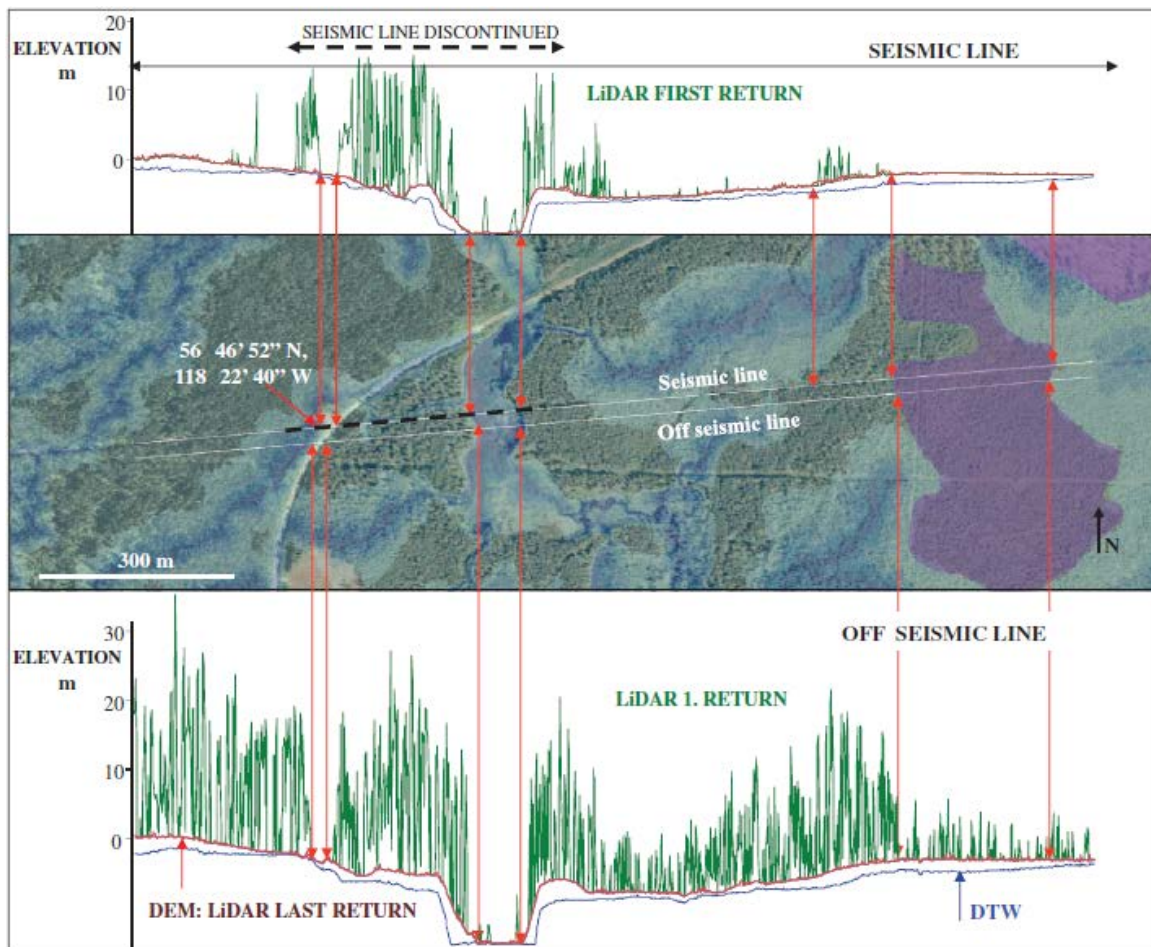 20
SEISMIC LINE DISCONTINUED
ELEVATION
m
SEISMIC LINE
10
LiDAR FIRST RETURN
0
56 46’ 52” N,
118 22’ 40” W
Seismic line
Off seismic line
300 m
N
30
ELEVATION
m
OFF SEISMIC LINE
20
LiDAR 1. RETURN
10
0
DEM: LiDAR LAST RETURN
DTW